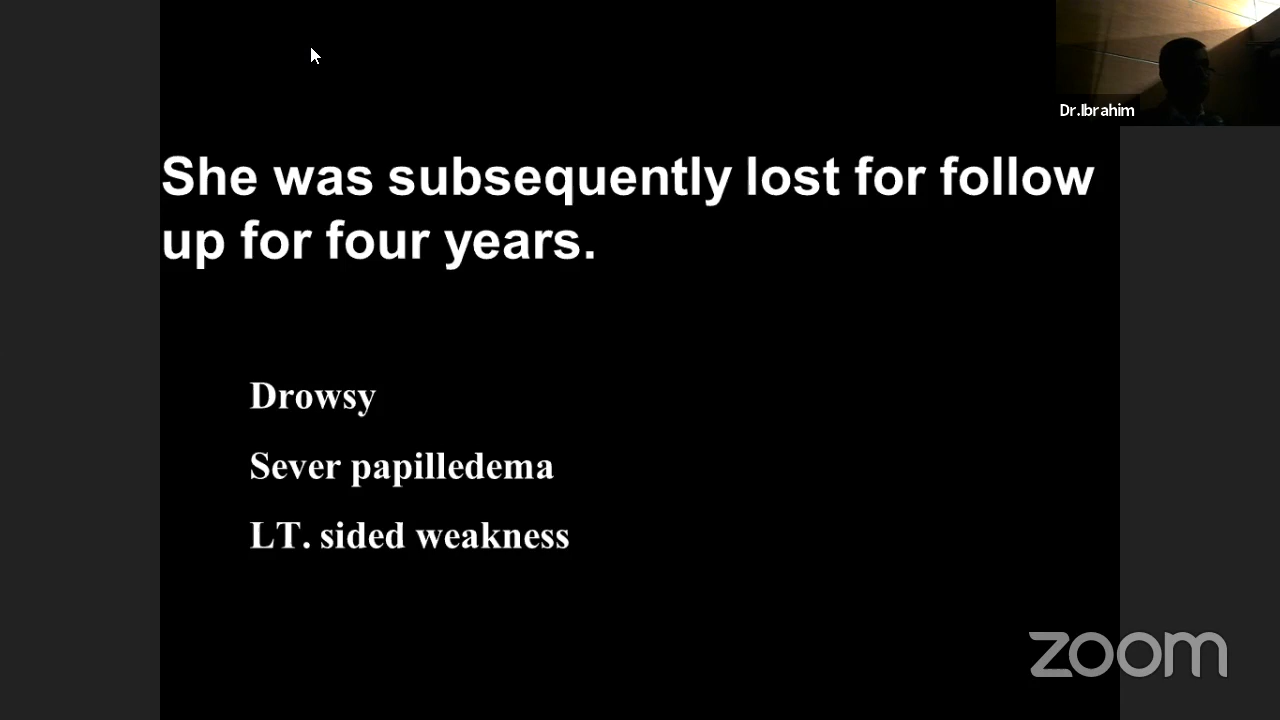 Dr.Ibrahim
She was subsequently lost for follow
up for four years.
Drowsy
Sever papilledema
LT. sided weakness
zoom